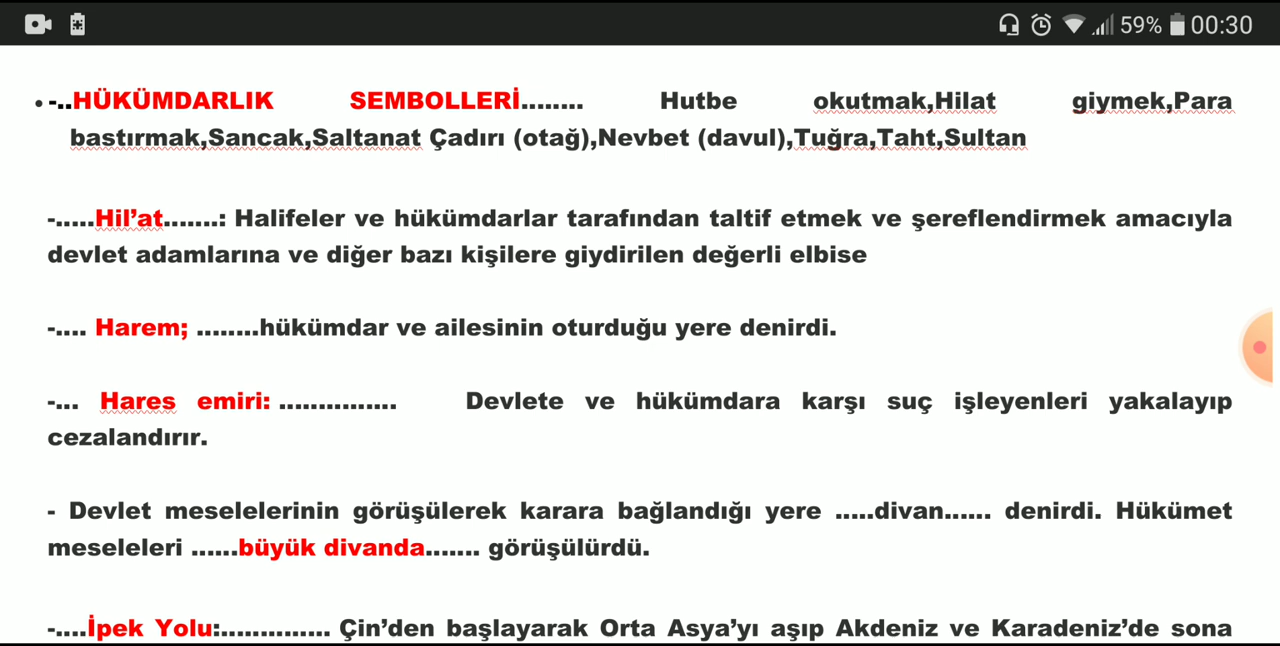 59% 00:30
• -..HÜKÜMDARLIK SEMBOLLERİ........ Hutbe okutmak,Hilat giymek,Para
bastırmak,Sancak,Saltanat Çadırı (otağ),Nevbet (davul),Tuğra,Taht,Sultan
-.....Hil’at.......: Halifeler ve hükümdarlar tarafından taltif etmek ve şereflendirmek amacıyla
devlet adamlarına ve diğer bazı kişilere giydirilen değerli elbise
-.... Harem; ........hükümdar ve ailesinin oturduğu yere denirdi.
-... Hares emiri: ............... Devlete ve hükümdara karşı suç işleyenleri yakalayıp
cezalandırır.
- Devlet meselelerinin görüşülerek karara bağlandığı yere .....divan...... denirdi. Hükümet
meseleleri ......büyük divanda....... görüşülürdü.
-....İpek Yolu:.............. Çin’den başlayarak Orta Asya’yı aşıp Akdeniz ve Karadeniz’de sona